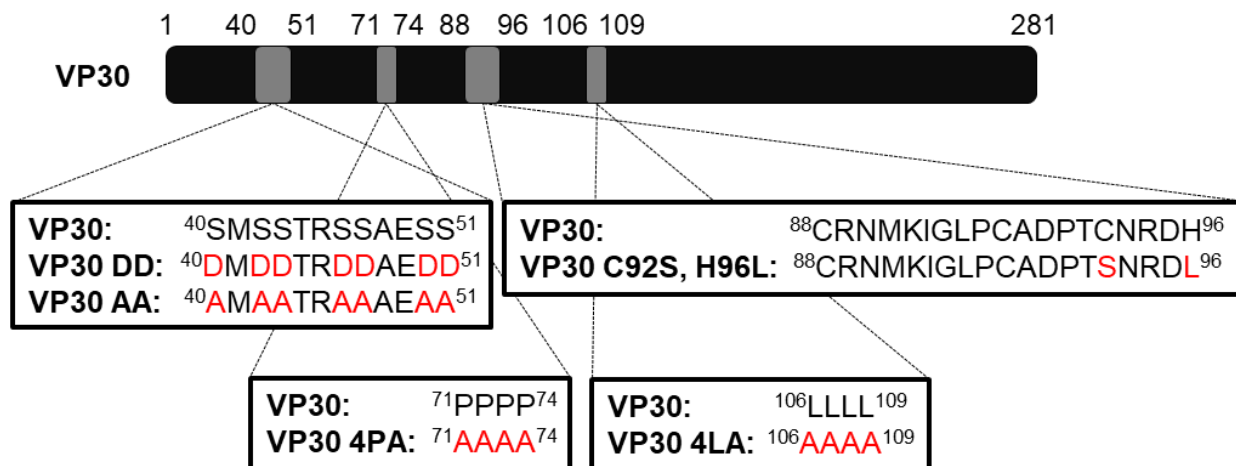 1 40 51 71 74 88 96 106 109 281
VP30
VP30: ⁴⁰SMSSTRSSAESS⁵¹
VP30 DD: ⁴⁰DMDDTRDDAEDD⁵¹
VP30 AA: ⁴⁰AMAATRAAAEAA⁵¹
VP30: ⁸⁸CRNMKIGLPCADPTCNRDH⁹⁶
VP30 C92S, H96L: ⁸⁸CRNMKIGLPCADPTSNRDL⁹⁶
VP30: ⁷¹PPPP⁷⁴
VP30 4PA: ⁷¹AAAA⁷⁴
VP30: ¹⁰⁶LLLL¹⁰⁹
VP30 4LA: ¹⁰⁶AAAA¹⁰⁹